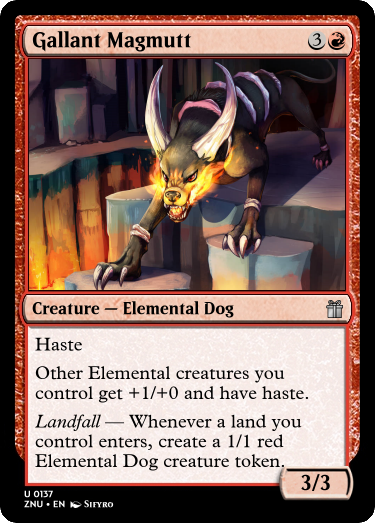 Gallant Magmutt 3
Creature — Elemental Dog
Haste
Other Elemental creatures you
control get +1/+0 and have haste.
Landfall — Whenever a land you
control enters, create a 1/1 red
Elemental Dog creature token.
3/3
U 0137
ZNU • EN Sifyro